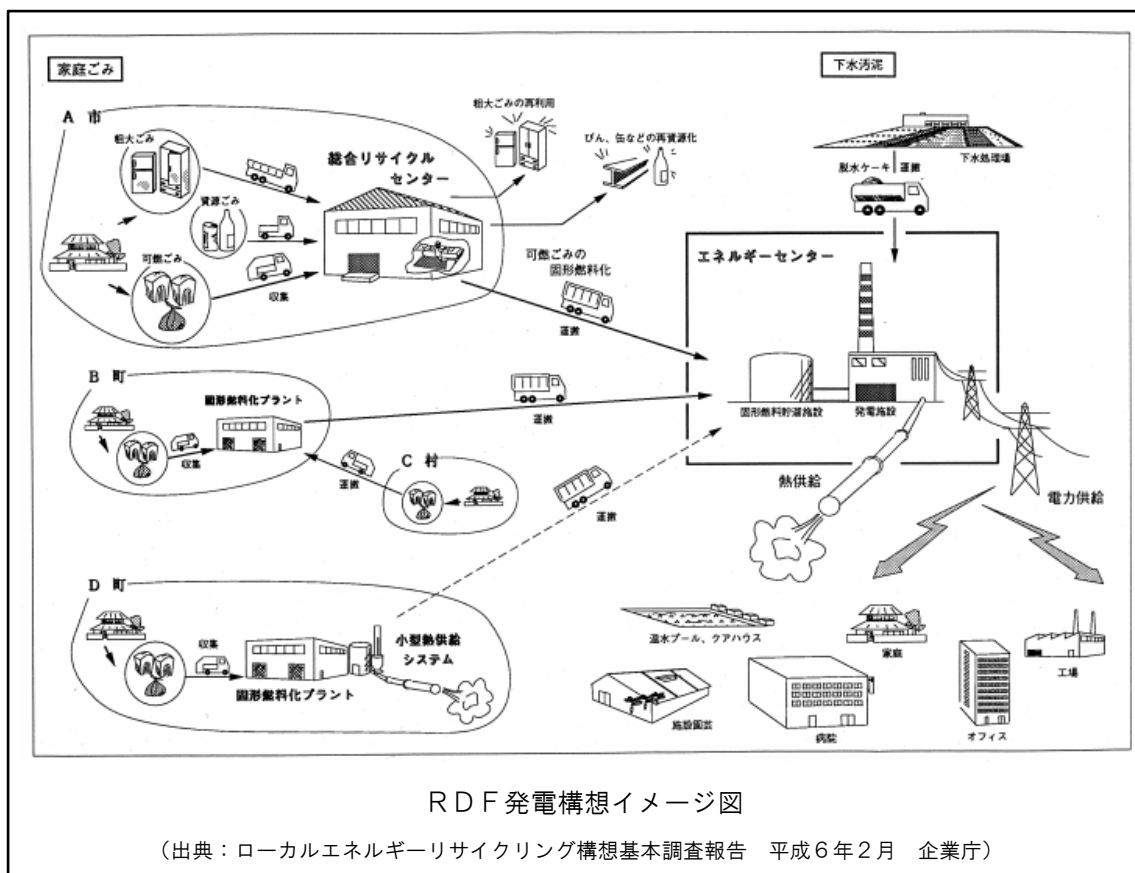 家庭ごみ
下水汚泥
A 市
粗大ごみ
資源ごみ
可燃ごみ
収集
総合リサイクル
センター
粗大ごみの再利用
びん、缶などの再資源化
可燃ごみの
固形燃料化
運搬
脱水ケーキ 運搬
下水処理場
エネルギーセンター
固形燃料貯溜施設
発電施設
熱供給
電力供給
B 町
収集
固形燃料化プラント
運搬
C 村
運搬
運搬
D 町
収集
固形燃料化プラント
小型熱供給
システム
温水プール、ケアハウス
施設園芸
病院
家庭
オフィス
工場
RDF発電構想イメージ図
(出典:ローカルエネルギーリサイクリング構想基本調査報告 平成6年2月 企業庁)